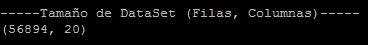 -----Tamaño de DataSet (Filas, Columnas)-----
(56894, 20)